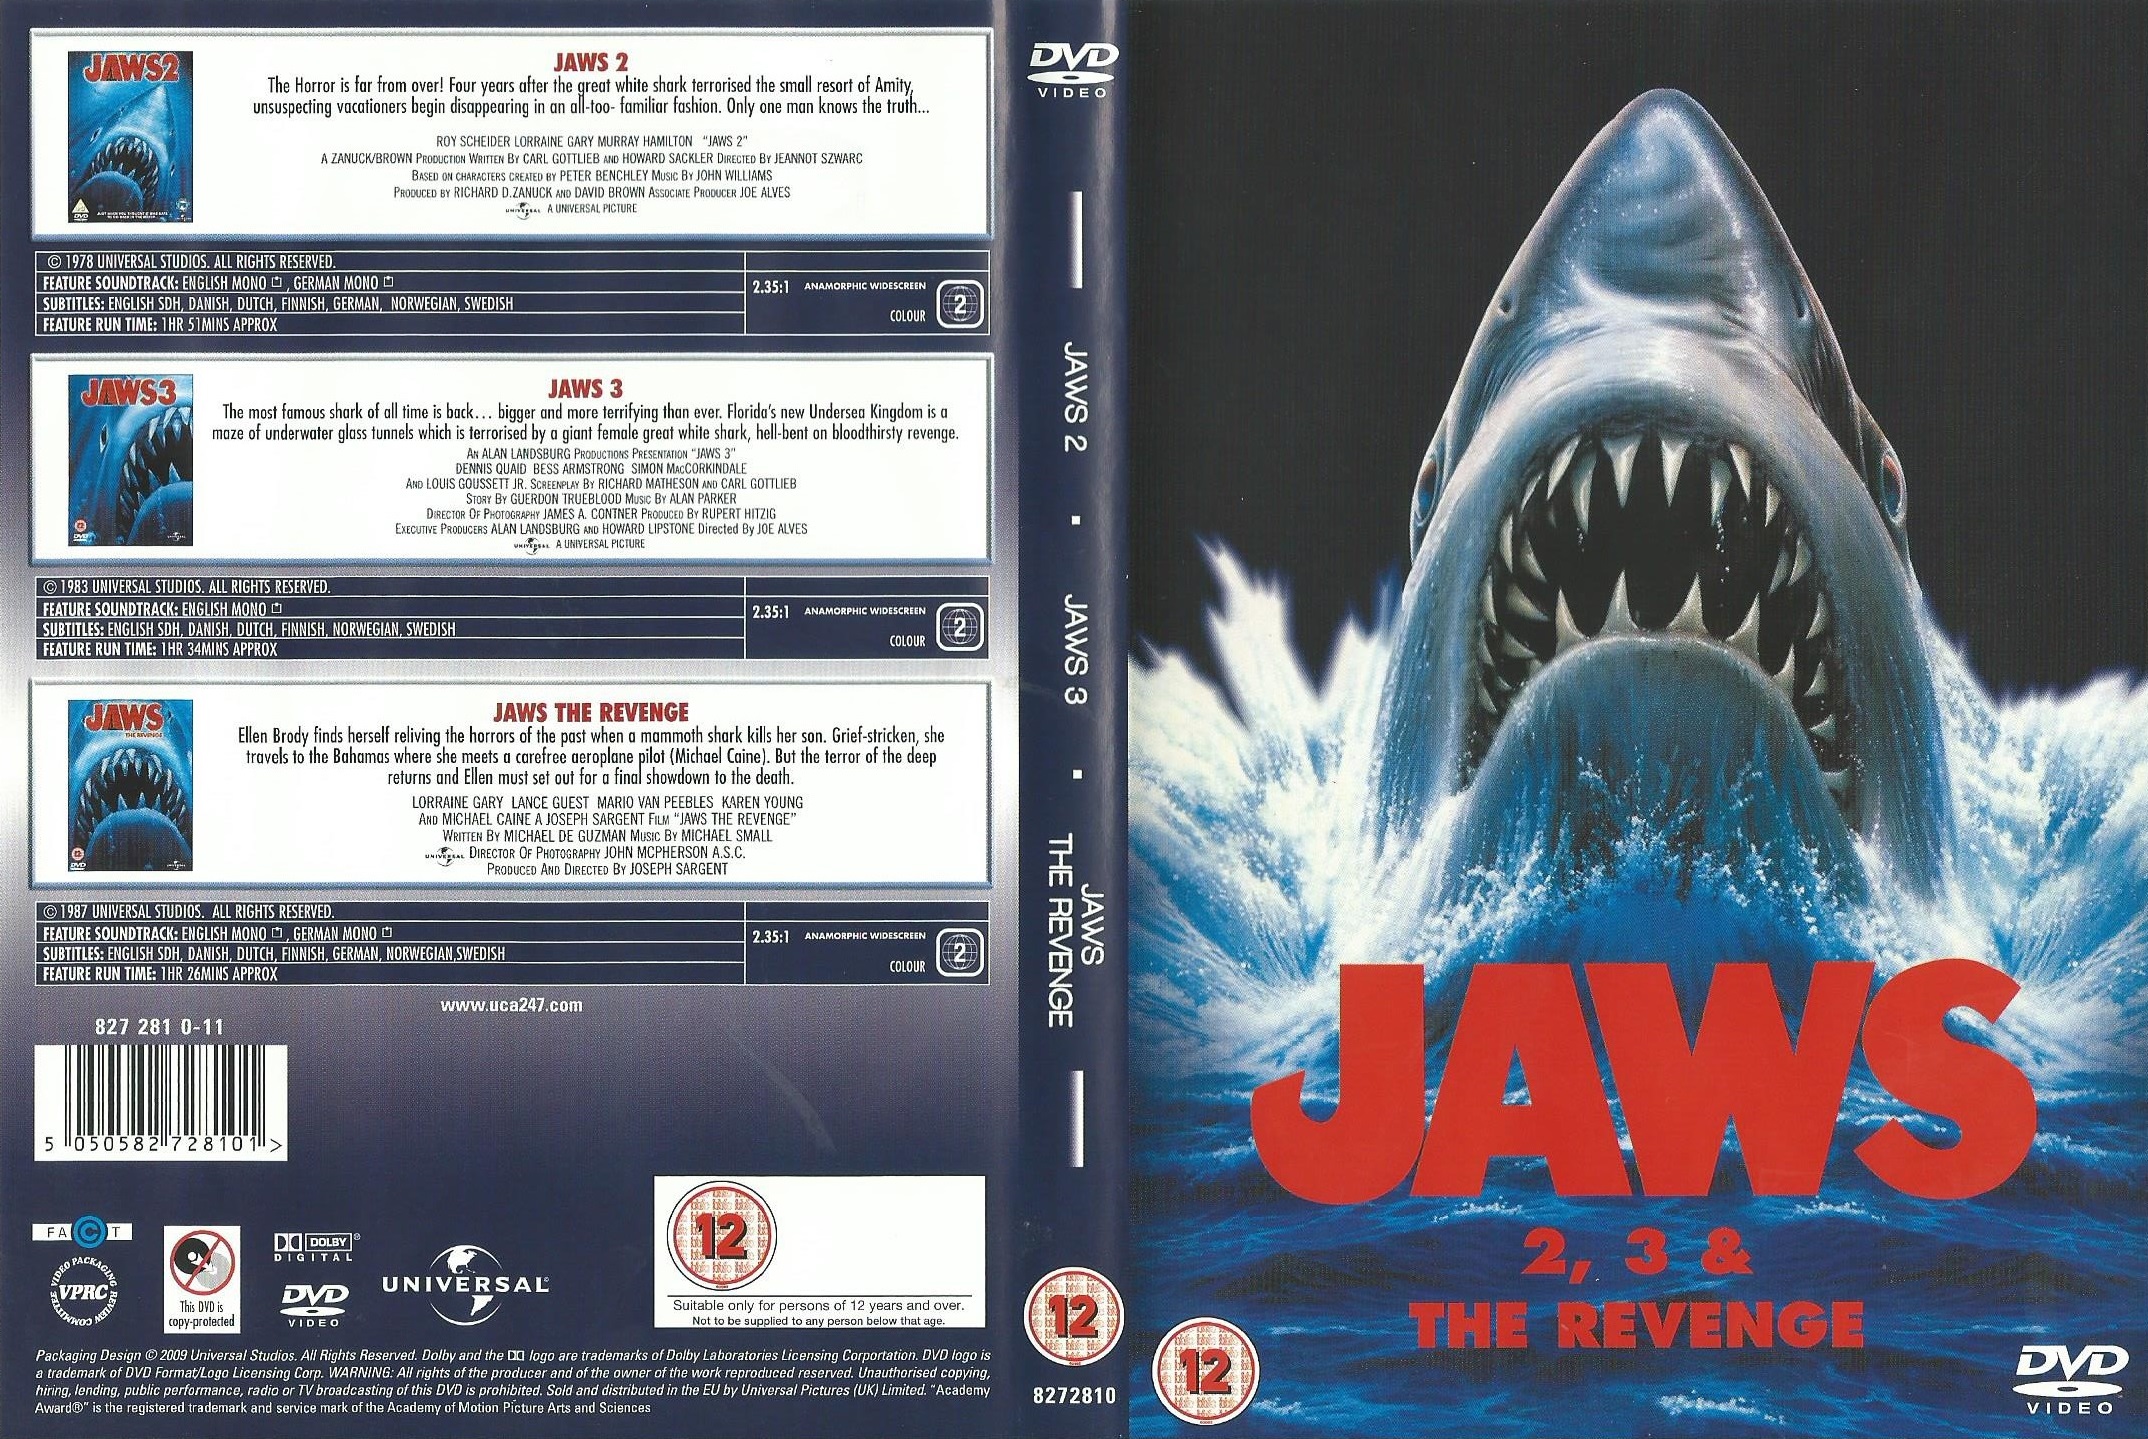 JAWS2
JAWS 2
The Horror is far from over! Four years after the great white shark terrorised the small resort of Amity,
unsuspecting vacationers begin disappearing in an all-too- familiar fashion. Only one man knows the truth...
ROY SCHEIDER LORRAINE GARY MURRAY HAMILTON "JAWS 2"
A ZANUCK/BROWN PRODUCTION WRITTEN BY CARL GOTTLIEB AND HOWARD SACKLER DIRECTED BY JEANNOT SZWARC
BASED ON CHARACTERS CREATED BY PETER BENCHLEY MUSIC BY JOHN WILLIAMS
PRODUCED BY RICHARD D.ZANUCK AND DAVID BROWN ASSOCIATE PRODUCER JOE ALVES
UNIVERSAL A UNIVERSAL PICTURE
© 1978 UNIVERSAL STUDIOS. ALL RIGHTS RESERVED.
FEATURE SOUNDTRACK: ENGLISH MONO , GERMAN MONO
SUBTITLES: ENGLISH SDH, DANISH, DUTCH, FINNISH, GERMAN, NORWEGIAN, SWEDISH
FEATURE RUN TIME: 1HR 51MINS APPROX
2.35:1 ANAMORPHIC WIDESCREEN
COLOUR
2
JAWS3
JAWS 3
The most famous shark of all time is back... bigger and more terrifying than ever. Florida's new Undersea Kingdom is a
maze of underwater glass tunnels which is terrorised by a giant female great white shark, hell-bent on bloodthirsty revenge.
AN ALAN LANDSBURG PRODUCTIONS PRESENTATION "JAWS 3"
DENNIS QUAID BESS ARMSTRONG SIMON MACCORKINDALE
AND LOUIS GOUSSETT JR. SCREENPLAY BY RICHARD MATHESON AND CARL GOTTLIEB
STORY BY GUERDON TRUEBLOOD MUSIC BY ALAN PARKER
DIRECTOR OF PHOTOGRAPHY JAMES A. CONTNER PRODUCED BY RUPERT HITZIG
EXECUTIVE PRODUCERS ALAN LANDSBURG AND HOWARD LIPSTONE Directed By JOE ALVES
UNIVERSAL A UNIVERSAL PICTURE
© 1983 UNIVERSAL STUDIOS. ALL RIGHTS RESERVED.
FEATURE SOUNDTRACK: ENGLISH MONO
SUBTITLES: ENGLISH SDH, DANISH, DUTCH, FINNISH, NORWEGIAN, SWEDISH
FEATURE RUN TIME: 1HR 34MINS APPROX
2.35:1 ANAMORPHIC WIDESCREEN
COLOUR
2
JAWS
THE REVENGE
JAWS THE REVENGE
Ellen Brody finds herself reliving the horrors of the past when a mammoth shark kills her son. Grief-stricken, she
travels to the Bahamas where she meets a carefree aeroplane pilot (Michael Caine). But the terror of the deep
returns and Ellen must set out for a final showdown to the death.
LORRAINE GARY LANCE GUEST MARIO VAN PEEBLES KAREN YOUNG
AND MICHAEL CAINE A JOSEPH SARGENT FILM "JAWS THE REVENGE"
WRITTEN BY MICHAEL DE GUZMAN MUSIC BY MICHAEL SMALL
UNIVERSAL DIRECTOR OF PHOTOGRAPHY JOHN MCPHERSON A.S.C.
PRODUCED AND DIRECTED BY JOSEPH SARGENT
© 1987 UNIVERSAL STUDIOS. ALL RIGHTS RESERVED.
FEATURE SOUNDTRACK: ENGLISH MONO , GERMAN MONO
SUBTITLES: ENGLISH SDH, DANISH, DUTCH, FINNISH, GERMAN, NORWEGIAN,SWEDISH
FEATURE RUN TIME: 1HR 26MINS APPROX
2.35:1 ANAMORPHIC WIDESCREEN
COLOUR
2
www.uca247.com
827 281 0-11
5 050582 728101 >
FACT
VIDEO PACKAGING REVIEW COMMITTEE
VPRC
This DVD is
copy-protected
DOLBY
DIGITAL
DVD
VIDEO
UNIVERSAL
12
Suitable only for persons of 12 years and over.
Not to be supplied to any person below that age.
Packaging Design © 2009 Universal Studios. All Rights Reserved. Dolby and the DD logo are trademarks of Dolby Laboratories Licensing Corportation. DVD logo is
a trademark of DVD Format/Logo Licensing Corp. WARNING: All rights of the producer and of the owner of the work reproduced reserved. Unauthorised copying,
hiring, lending, public performance, radio or TV broadcasting of this DVD is prohibited. Sold and distributed in the EU by Universal Pictures (UK) Limited. "Academy
Award®" is the registered trademark and service mark of the Academy of Motion Picture Arts and Sciences
DVD
VIDEO
JAWS 2 ▪ JAWS 3 ▪ JAWS
THE REVENGE
12
8272810
JAWS
2, 3 &
THE REVENGE
12
DVD
VIDEO